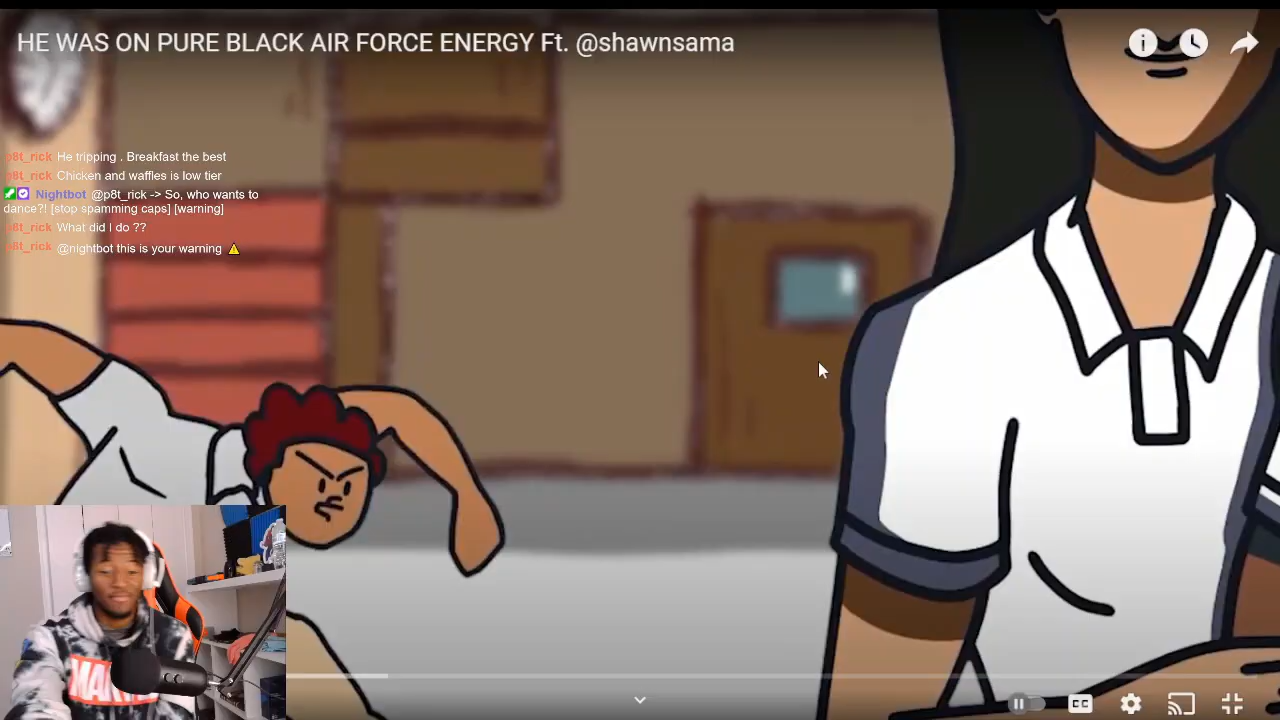 HE WAS ON PURE BLACK AIR FORCE ENERGY Ft. @shawnsama
p8t_rick He tripping . Breakfast the best
p8t_rick Chicken and waffles is low tier
Nightbot @p8t_rick -> So, who wants to
dance?! [stop spamming caps] [warning]
p8t_rick What did I do ??
p8t_rick @nightbot this is your warning ⚠
MAR
CC